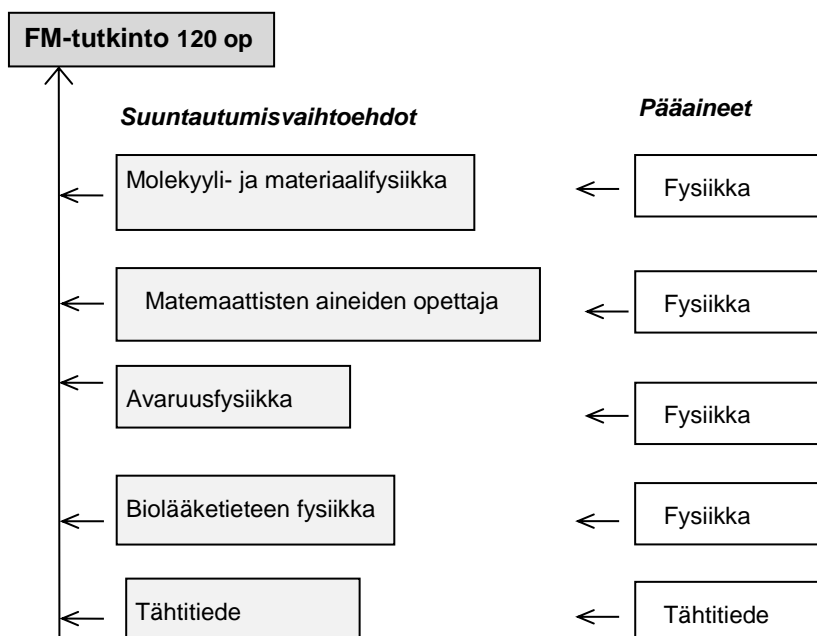 FM-tutkinto 120 op
Suuntautumisvaihtoehdot
Pääaineet
Molekyyli- ja materiaalifysiikka
Fysiikka
Matemaattisten aineiden opettaja
Fysiikka
Avaruusfysiikka
Fysiikka
Biolääketieteen fysiikka
Fysiikka
Tähtitiede
Tähtitiede